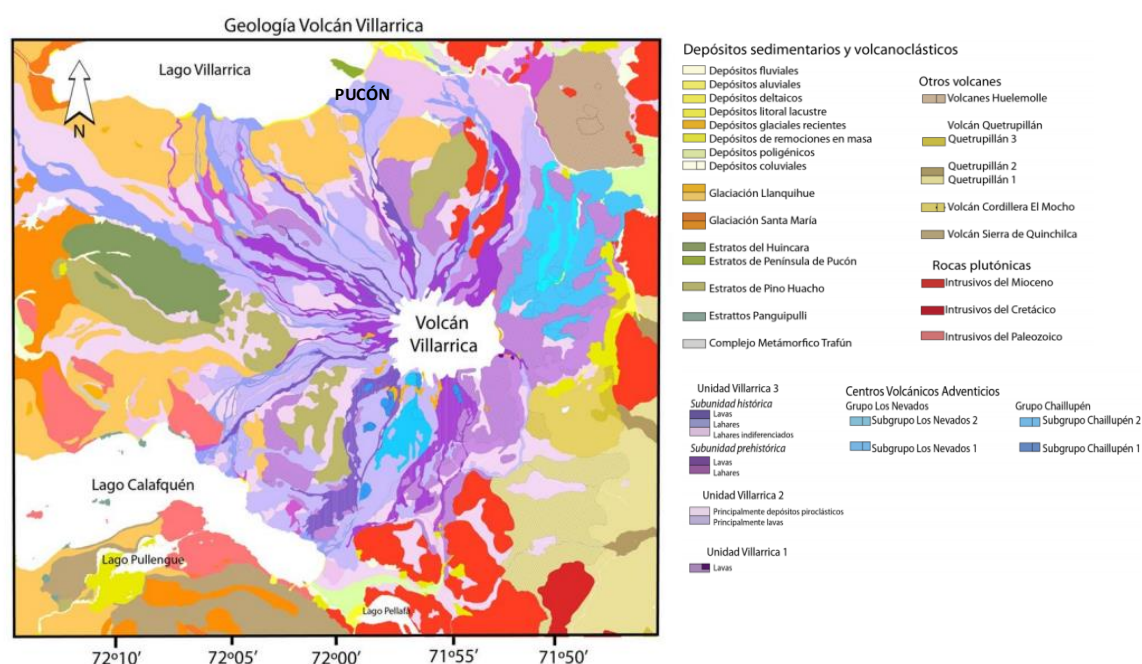 Geología Volcán Villarrica
Lago Villarrica
PUCÓN
N
Volcán
Villarrica
Lago Calafquén
Lago Pullengue
Lago Pellafa
72º10'
72º05'
72º00'
71º55'
71º50'
Depósitos sedimentarios y volcanoclásticos
Depósitos fluviales
Depósitos aluviales
Depósitos deltaicos
Depósitos litoral lacustre
Depósitos glaciales recientes
Depósitos de remociones en masa
Depósitos poligénicos
Depósitos coluviales
Glaciación Llanquihue
Glaciación Santa María
Estratos del Huincara
Estratos de Península de Pucón
Estratos de Pino Huacho
Estrattos Panguipulli
Complejo Metámorfico Trafún
Otros volcanes
Volcanes Huelemolle
Volcán Quetrupillán
Quetrupillán 3
Quetrupillán 2
Quetrupillán 1
Volcán Cordillera El Mocho
Volcán Sierra de Quinchilca
Rocas plutónicas
Intrusivos del Mioceno
Intrusivos del Cretácico
Intrusivos del Paleozoico
Unidad Villarrica 3
Subunidad histórica
Lavas
Lahares
Lahares indiferenciados
Subunidad prehistórica
Lavas
Lahares
Unidad Villarrica 2
Principalmente depósitos piroclásticos
Principalmente lavas
Unidad Villarrica 1
Lavas
Centros Volcánicos Adventicios
Grupo Los Nevados
Subgrupo Los Nevados 2
Subgrupo Los Nevados 1
Grupo Chaillupén
Subgrupo Chaillupén 2
Subgrupo Chaillupén 1